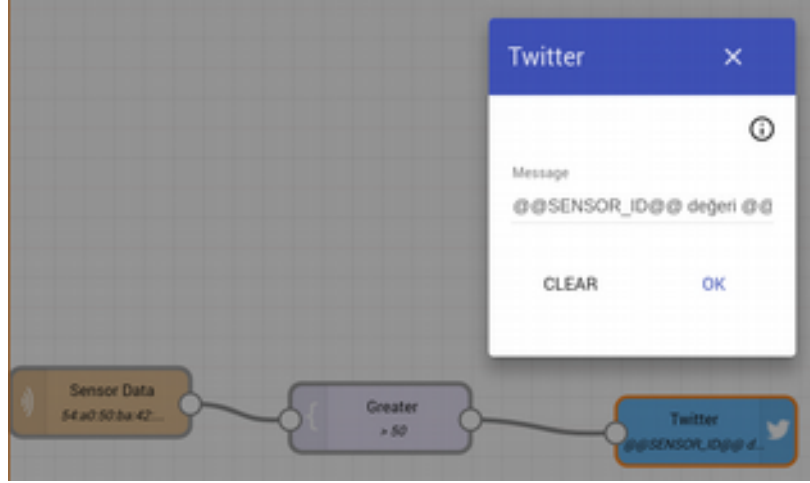 Twitter
Message
@@SENSOR_ID@@ değeri @@
CLEAR
OK
Sensor Data
54:a0:50:ba:42:...
Greater
> 50
Twitter
@@SENSOR_ID@@ d...